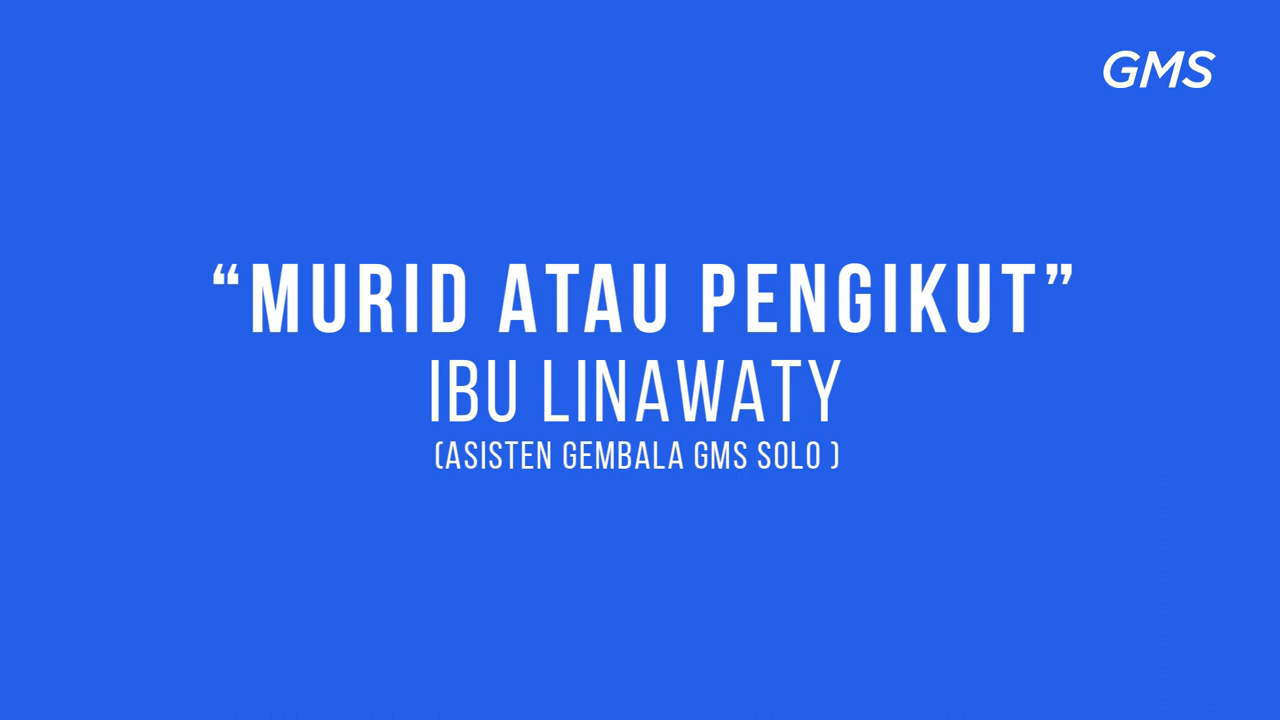 GMS
“MURID ATAU PENGIKUT”
IBU LINAWATY
(ASISTEN GEMBALA GMS SOLO )